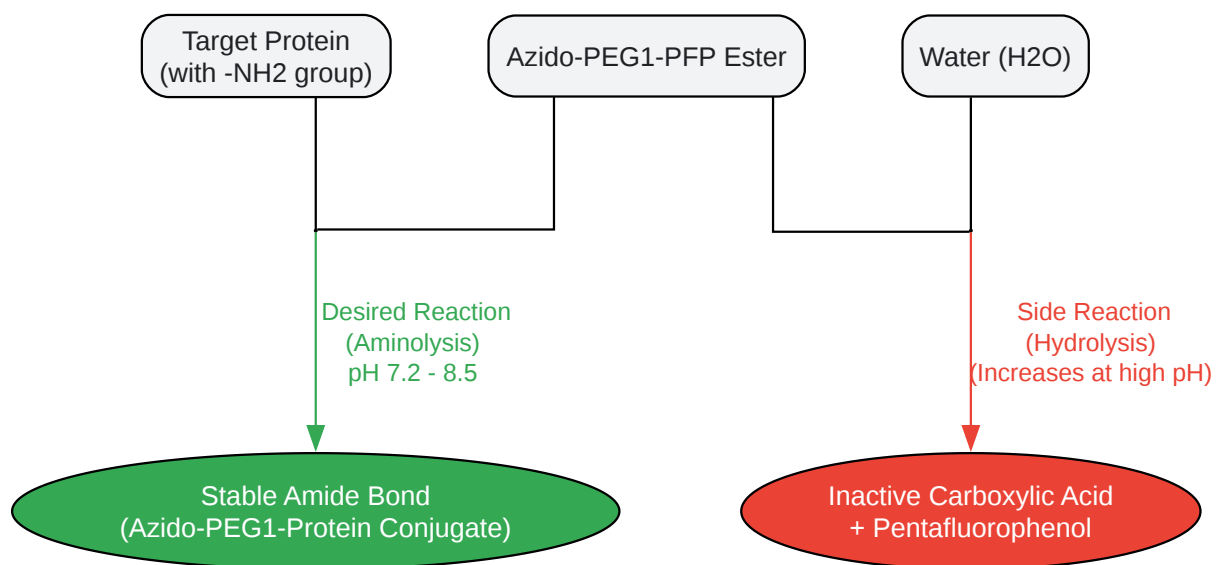 Target Protein
(with -NH2 group)
Azido-PEG1-PFP Ester
Water (H2O)
Desired Reaction
(Aminolysis)
pH 7.2 - 8.5
Side Reaction
(Hydrolysis)
(Increases at high pH)
Stable Amide Bond
(Azido-PEG1-Protein Conjugate)
Inactive Carboxylic Acid
+ Pentafluorophenol